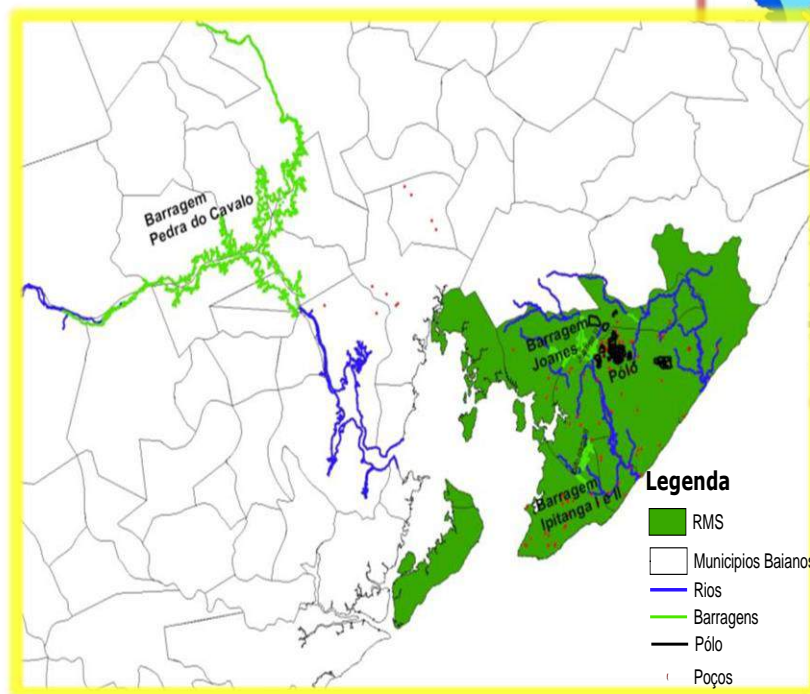 Barragem
Pedra do Cavalo
Barragem
Joanes
Pólo
Barragem
Ipitanga I e II
Legenda
RMS
Municipios Baianos
Rios
Barragens
Pólo
Poços